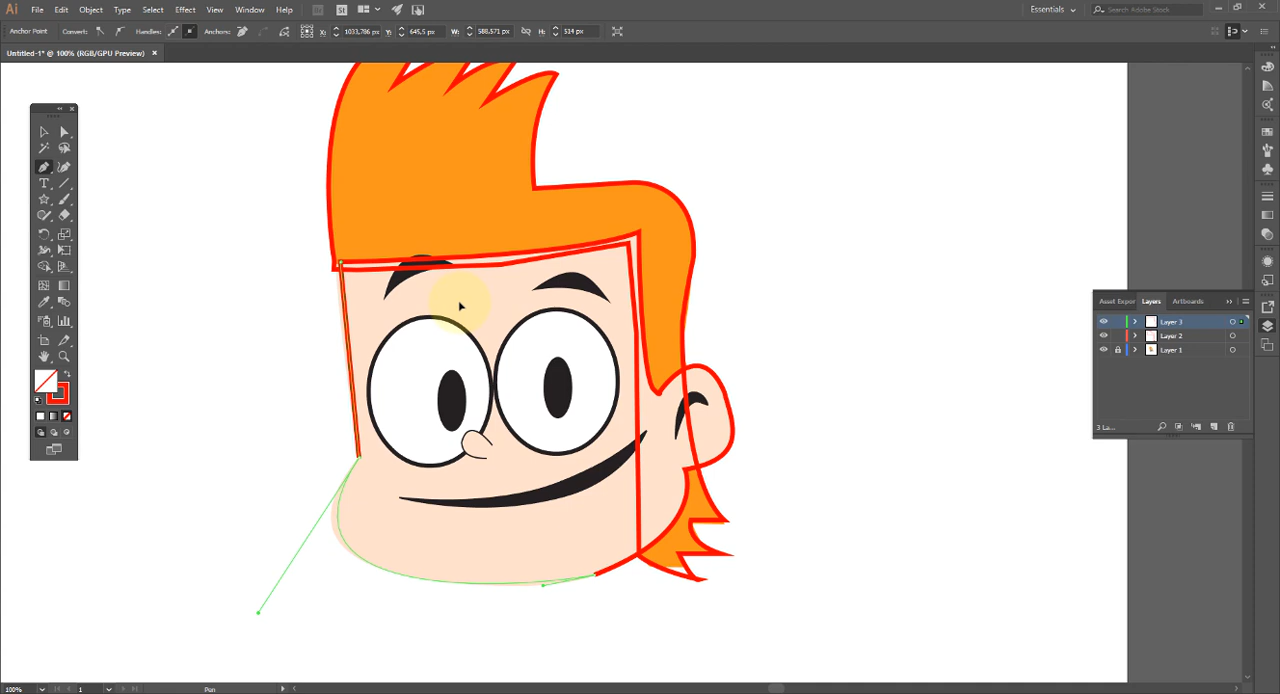 Ai File Edit Object Type Select Effect View Window Help Br St Essentials Search Adobe Stock
Anchor Point Convert: Handles: Anchors: X: 1033,786 px Y: 645,5 px W: 588,571 px H: 514 px
Untitled-1* @ 100% (RGB/GPU Preview) ×
Asset Expor Layers Artboards
Layer 3
Layer 2
Layer 1
3 La...
100% 1 Pen